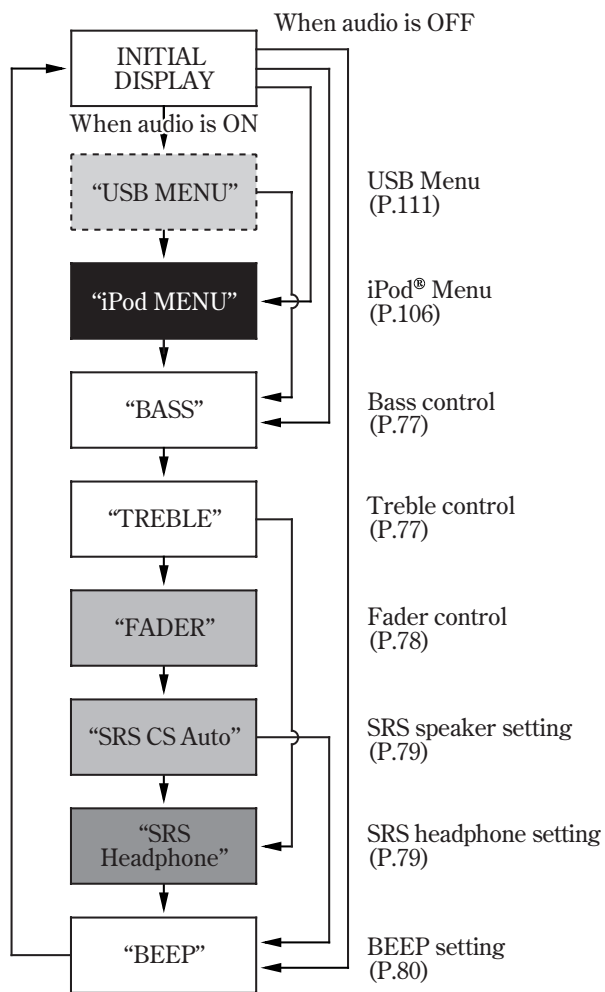 When audio is OFF
INITIAL
DISPLAY
When audio is ON
“USB MENU”
USB Menu
(P.111)
“iPod MENU”
iPod® Menu
(P.106)
“BASS”
Bass control
(P.77)
“TREBLE”
Treble control
(P.77)
“FADER”
Fader control
(P.78)
“SRS CS Auto”
SRS speaker setting
(P.79)
“SRS
Headphone”
SRS headphone setting
(P.79)
“BEEP”
BEEP setting
(P.80)